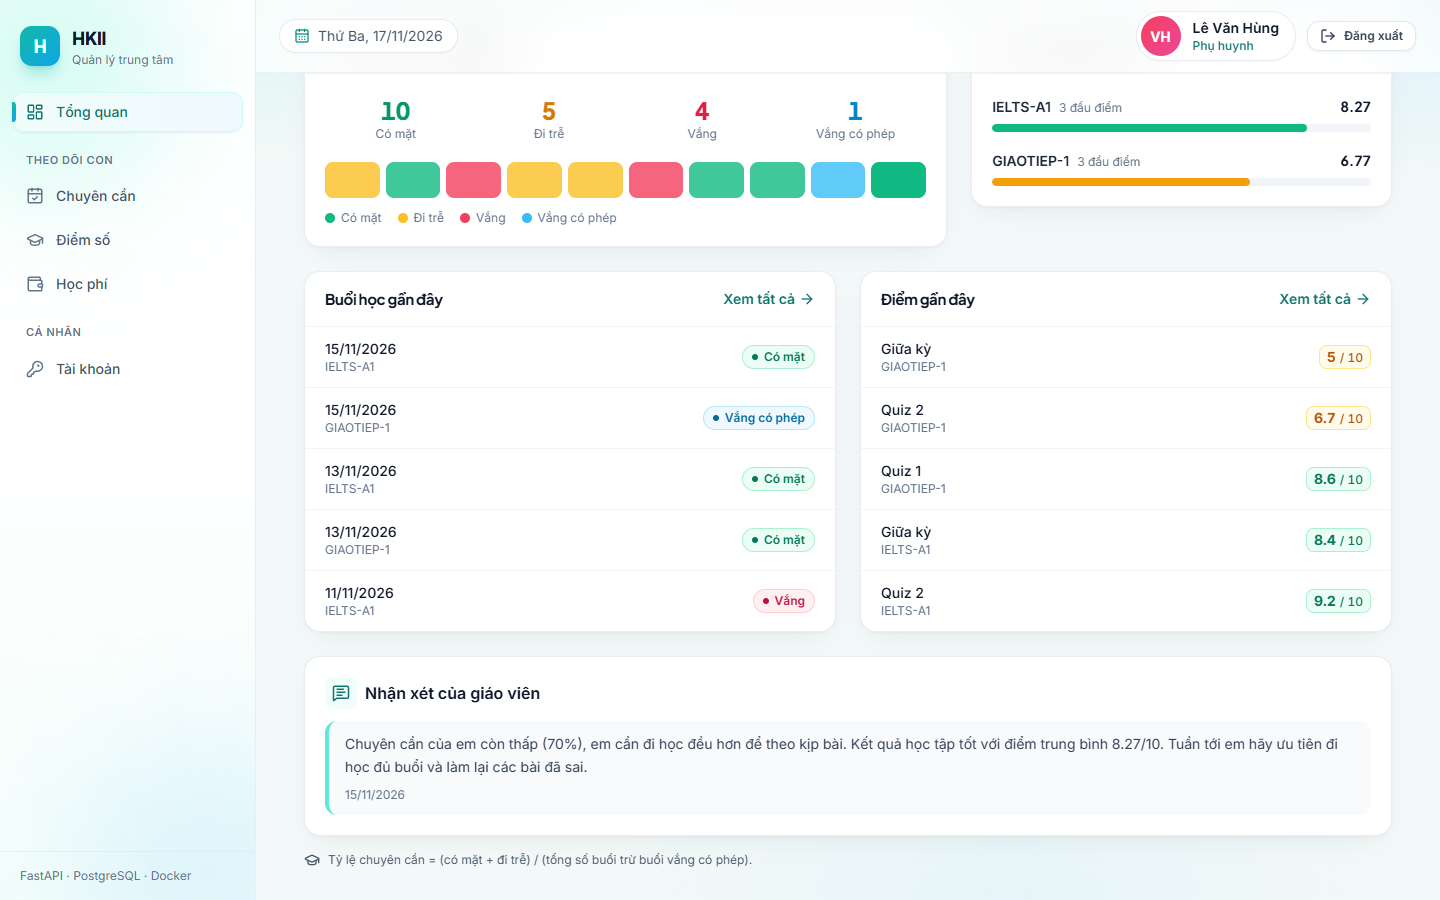 H
HKII
Quản lý trung tâm
Tổng quan
THEO DÕI CON
Chuyên cần
Điểm số
Học phí
CÁ NHÂN
Tài khoản
FastAPI · PostgreSQL · Docker
Thứ Ba, 17/11/2026
VH
Lê Văn Hùng
Phụ huynh
Đăng xuất
10
Có mặt
5
Đi trễ
4
Vắng
1
Vắng có phép
Có mặt
Đi trễ
Vắng
Vắng có phép
IELTS-A1 3 đầu điểm 8.27
GIAOTIEP-1 3 đầu điểm 6.77
Buổi học gần đây
Xem tất cả
15/11/2026
IELTS-A1
Có mặt
15/11/2026
GIAOTIEP-1
Vắng có phép
13/11/2026
IELTS-A1
Có mặt
13/11/2026
GIAOTIEP-1
Có mặt
11/11/2026
IELTS-A1
Vắng
Điểm gần đây
Xem tất cả
Giữa kỳ
GIAOTIEP-1
5 / 10
Quiz 2
GIAOTIEP-1
6.7 / 10
Quiz 1
GIAOTIEP-1
8.6 / 10
Giữa kỳ
IELTS-A1
8.4 / 10
Quiz 2
IELTS-A1
9.2 / 10
Nhận xét của giáo viên
Chuyên cần của em còn thấp (70%), em cần đi học đều hơn để theo kịp bài. Kết quả học tập tốt với điểm trung bình 8.27/10. Tuần tới em hãy ưu tiên đi
học đủ buổi và làm lại các bài đã sai.
15/11/2026
Tỷ lệ chuyên cần = (có mặt + đi trễ) / (tổng số buổi trừ buổi vắng có phép).